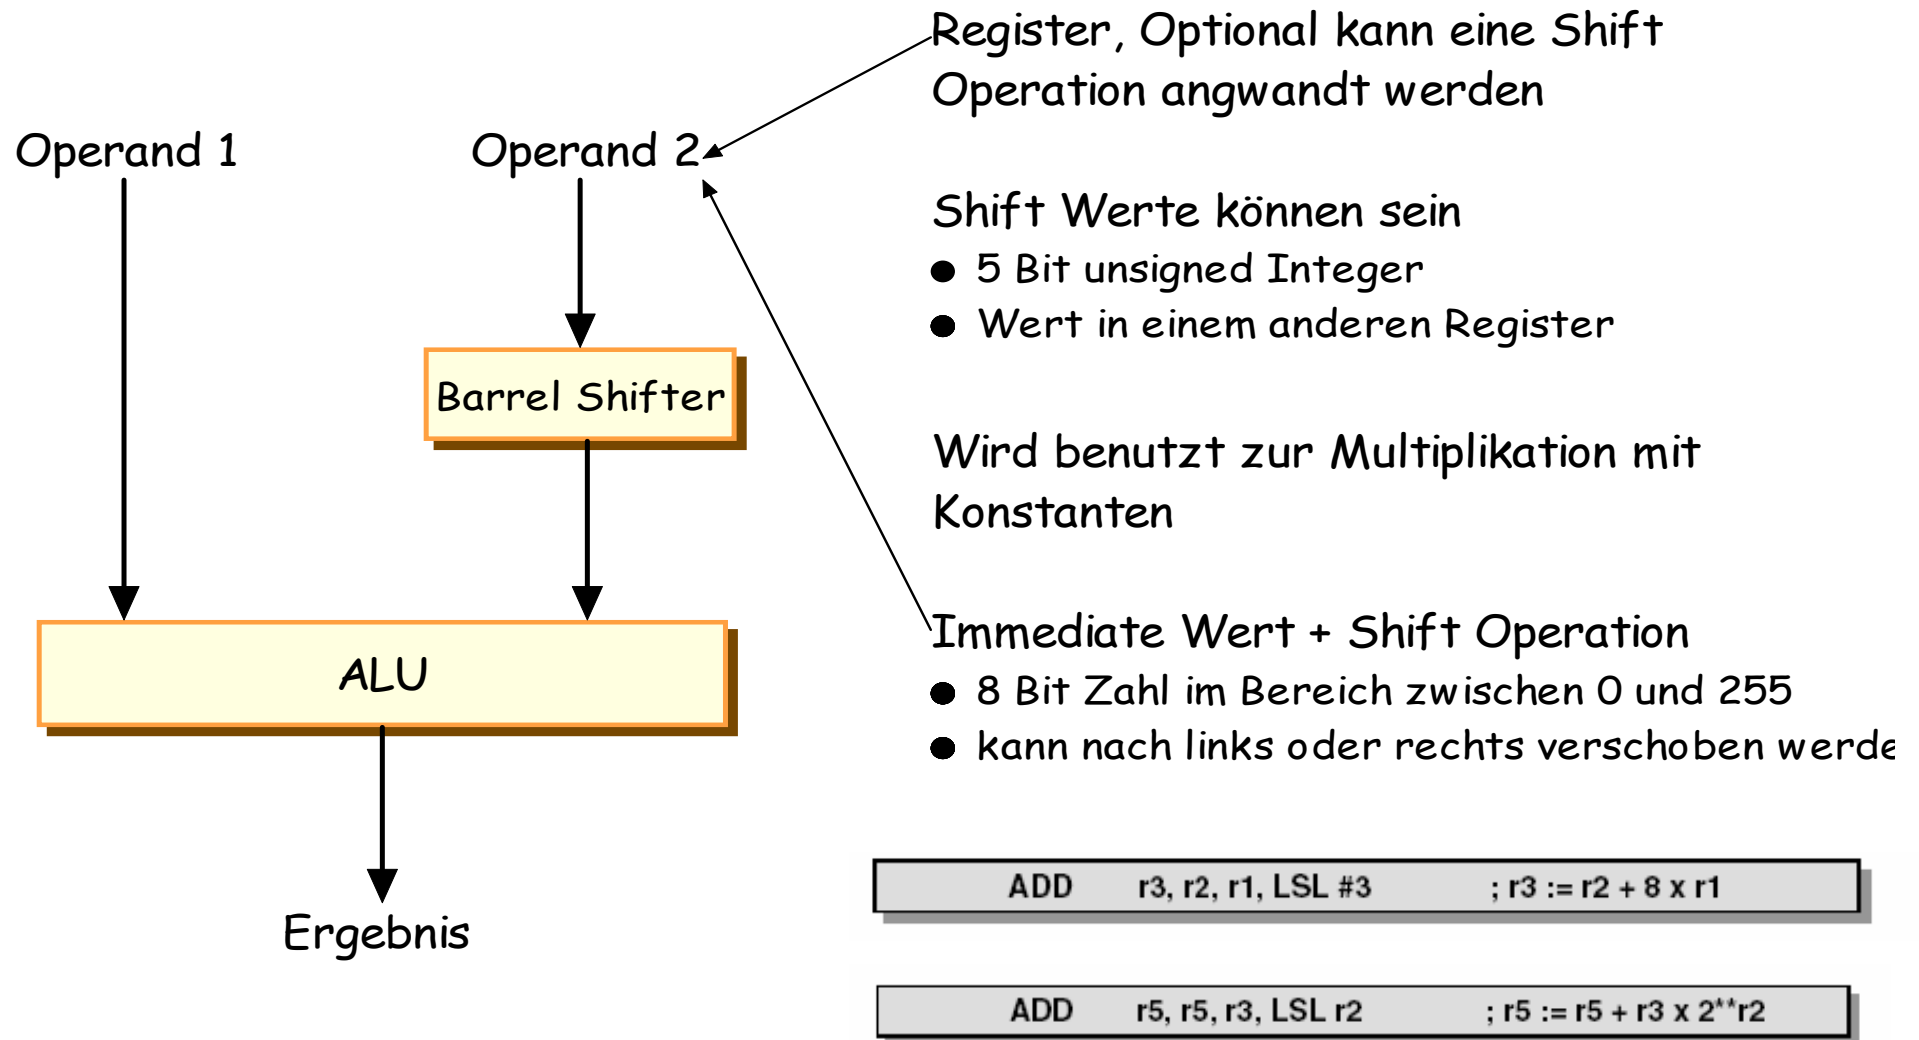 Register, Optional kann eine Shift
Operation angwandt werden
Operand 1
Operand 2
Shift Werte können sein
● 5 Bit unsigned Integer
● Wert in einem anderen Register
Barrel Shifter
Wird benutzt zur Multiplikation mit
Konstanten
Immediate Wert + Shift Operation
● 8 Bit Zahl im Bereich zwischen 0 und 255
● kann nach links oder rechts verschoben werde
ALU
ADD r3, r2, r1, LSL #3 ; r3 := r2 + 8 x r1
Ergebnis
ADD r5, r5, r3, LSL r2 ; r5 := r5 + r3 x 2**r2